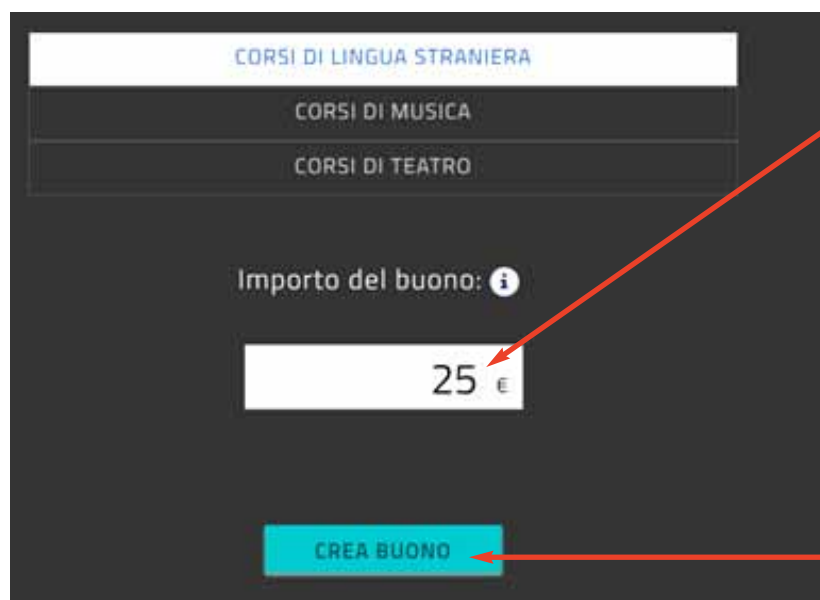 CORSI DI LINGUA STRANIERA
CORSI DI MUSICA
CORSI DI TEATRO
Importo del buono: i
25 €
CREA BUONO